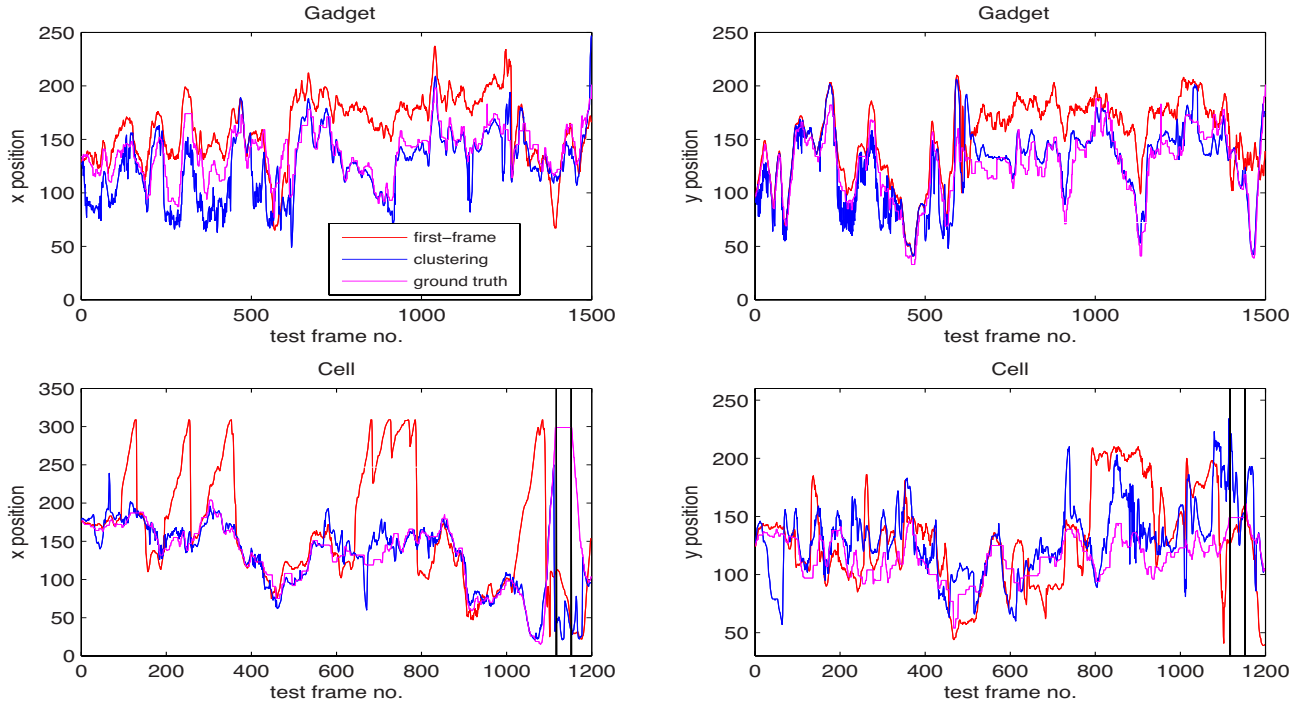 Gadget
250
200
150
100
50
0
x position
first−frame
clustering
ground truth
0 500 1000 1500
test frame no.
Gadget
250
200
150
100
50
0
y position
0 500 1000 1500
test frame no.
Cell
350
300
250
200
150
100
50
0
x position
0 200 400 600 800 1000 1200
test frame no.
Cell
250
200
150
100
50
y position
0 200 400 600 800 1000 1200
test frame no.